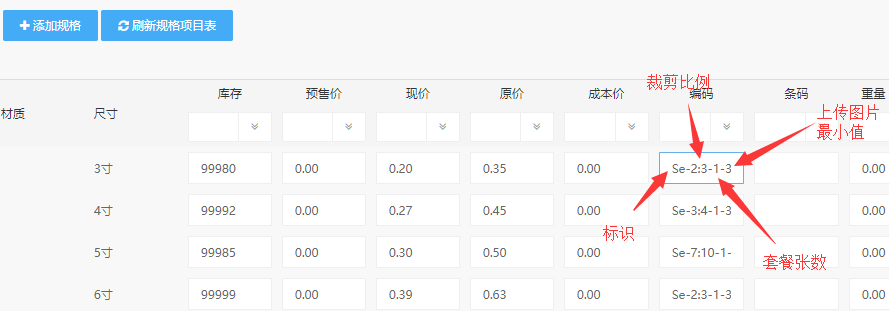 添加规格 刷新规格项目表
裁剪比例
材质 尺寸 库存 预售价 现价 原价 成本价 编码 条码 重量
上传图片
最小值
3寸 99980 0.00 0.20 0.35 0.00 Se-2:3-1-3 0.00
4寸 99992 0.00 0.27 0.45 0.00 Se-3:4-1-3 0.00
标识
5寸 99985 0.00 0.30 0.50 0.00 Se-7:10-1- 0.00
套餐张数
6寸 99999 0.00 0.39 0.63 0.00 Se-2:3-1-3 0.00